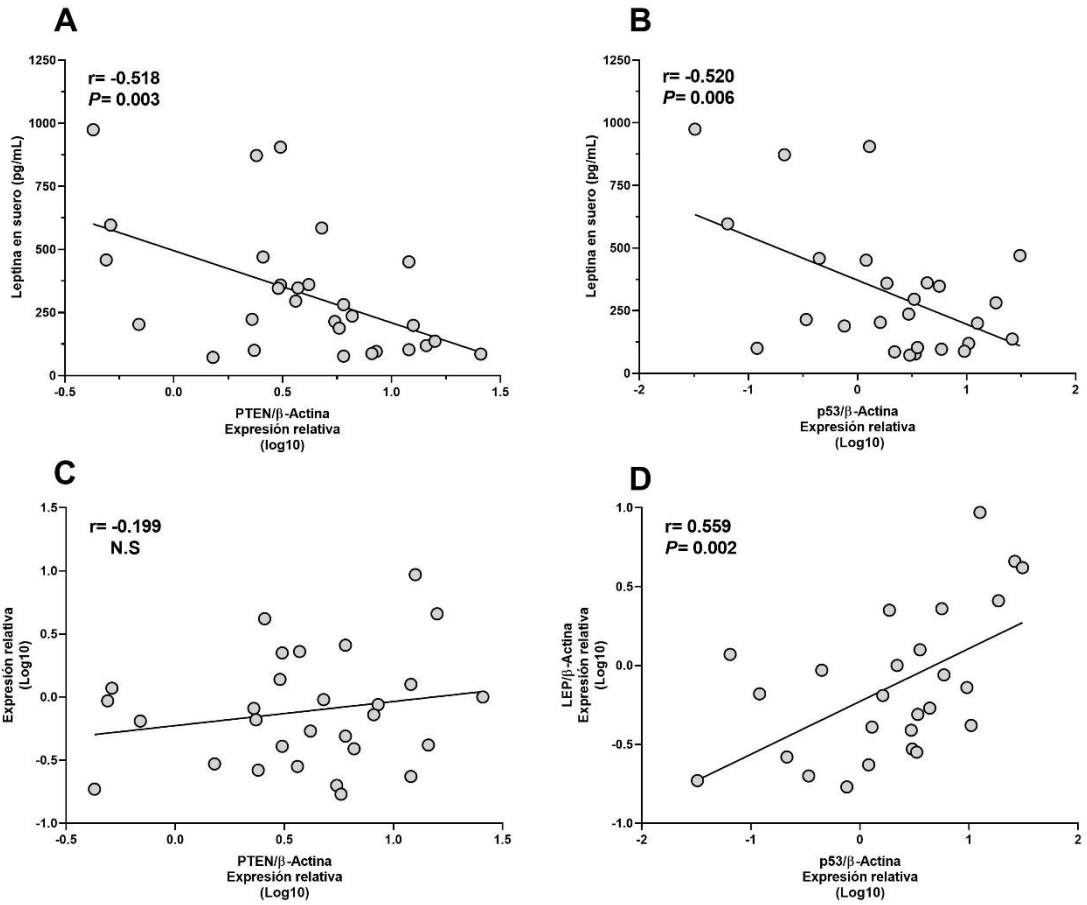 A
r= -0.518
P= 0.003
Leptina en suero (pg/mL)
1250
1000
750
500
250
0
-0.5
0.0
0.5
1.0
1.5
PTEN/β-Actina
Expresión relativa
(log10)
B
r= -0.520
P= 0.006
Leptina en suero (pg/mL)
1250
1000
750
500
250
0
-2
-1
0
1
2
p53/β-Actina
Expresión relativa
(Log10)
C
r= -0.199
N.S
Expresión relativa
(Log10)
1.5
1.0
0.5
0.0
-0.5
-1.0
-0.5
0.0
0.5
1.0
1.5
PTEN/β-Actina
Expresión relativa
(Log10)
D
r= 0.559
P= 0.002
LEP/β-Actina
Expresión relativa
(Log10)
1.0
0.5
0.0
-0.5
-1.0
-2
-1
0
1
2
p53/β-Actina
Expresión relativa
(Log10)